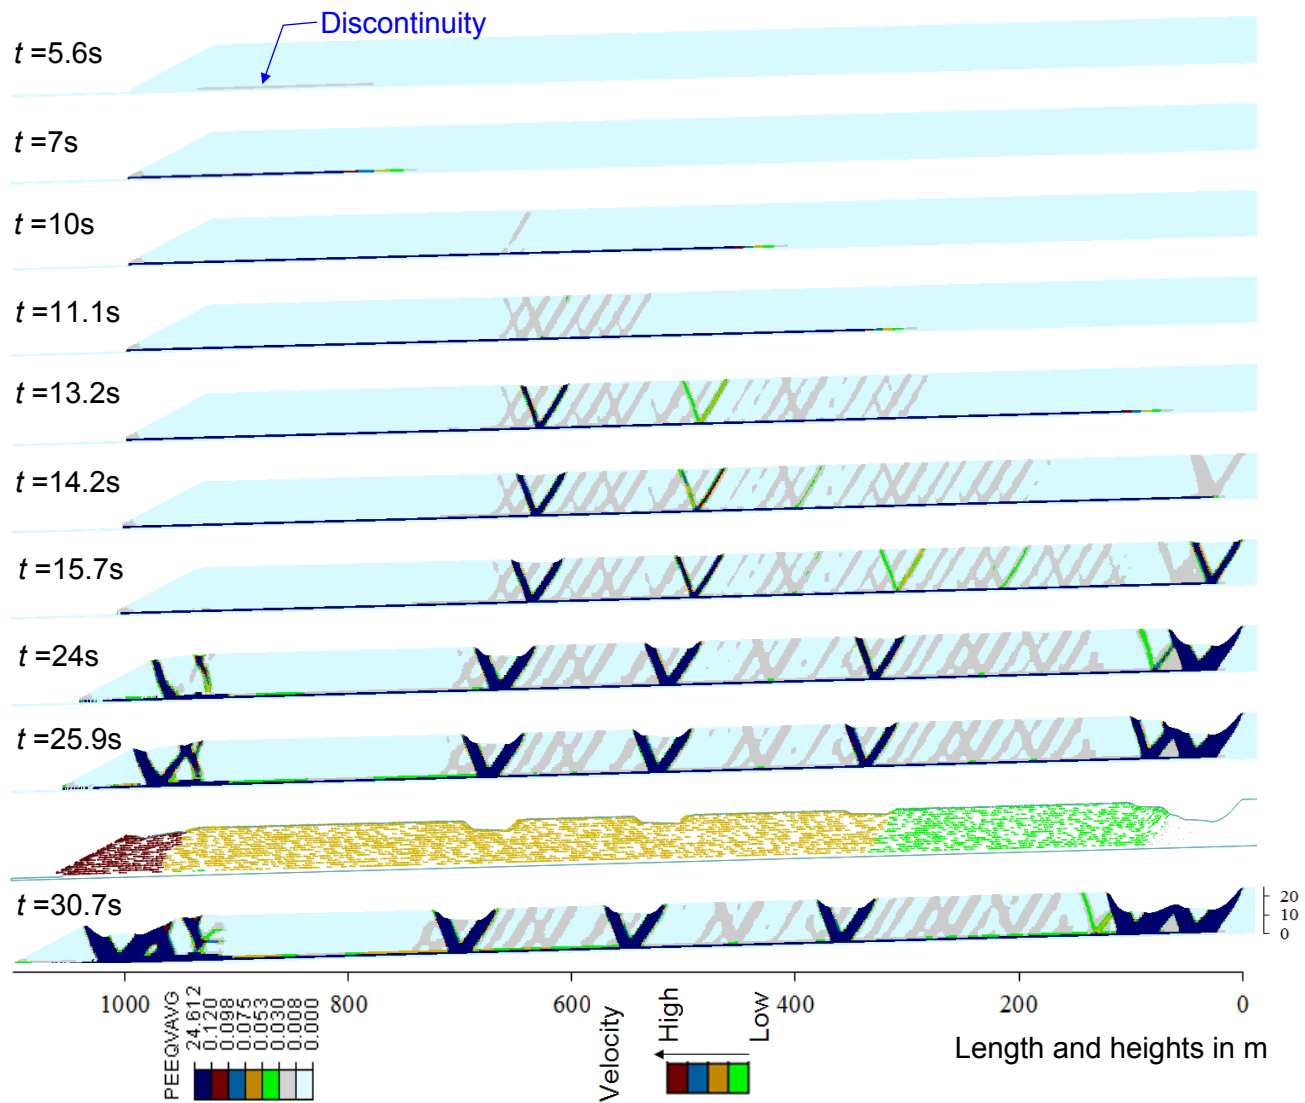 Discontinuity
t =5.6s
t =7s
t =10s
t =11.1s
t =13.2s
t =14.2s
t =15.7s
t =24s
t =25.9s
t =30.7s
20
10
0
1000 800 600 400 200 0
PEEQVAVG
24.612
0.120
0.098
0.075
0.053
0.030
0.008
0.000
Velocity
High
Low
Length and heights in m